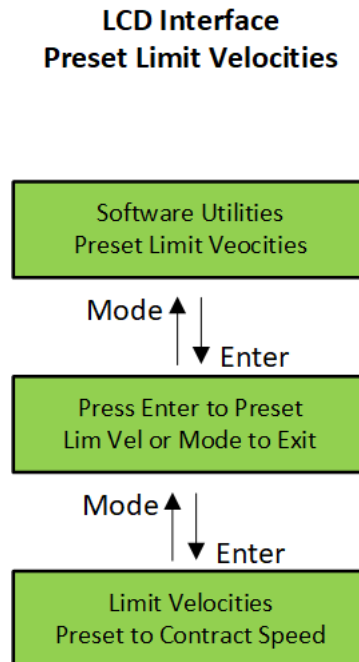 LCD Interface
Preset Limit Velocities
Software Utilities
Preset Limit Veocities
Mode
Enter
Press Enter to Preset
Lim Vel or Mode to Exit
Mode
Enter
Limit Velocities
Preset to Contract Speed